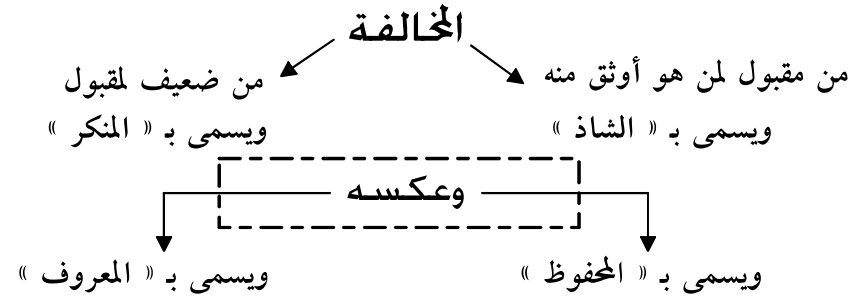 المخالفة
من مقبول لمن هو أوثق منه
ويسمى بـ « الشاذ »
من ضعيف لمقبول
ويسمى بـ « المنكر »
وعكسه
ويسمى بـ « المحفوظ »
ويسمى بـ « المعروف »